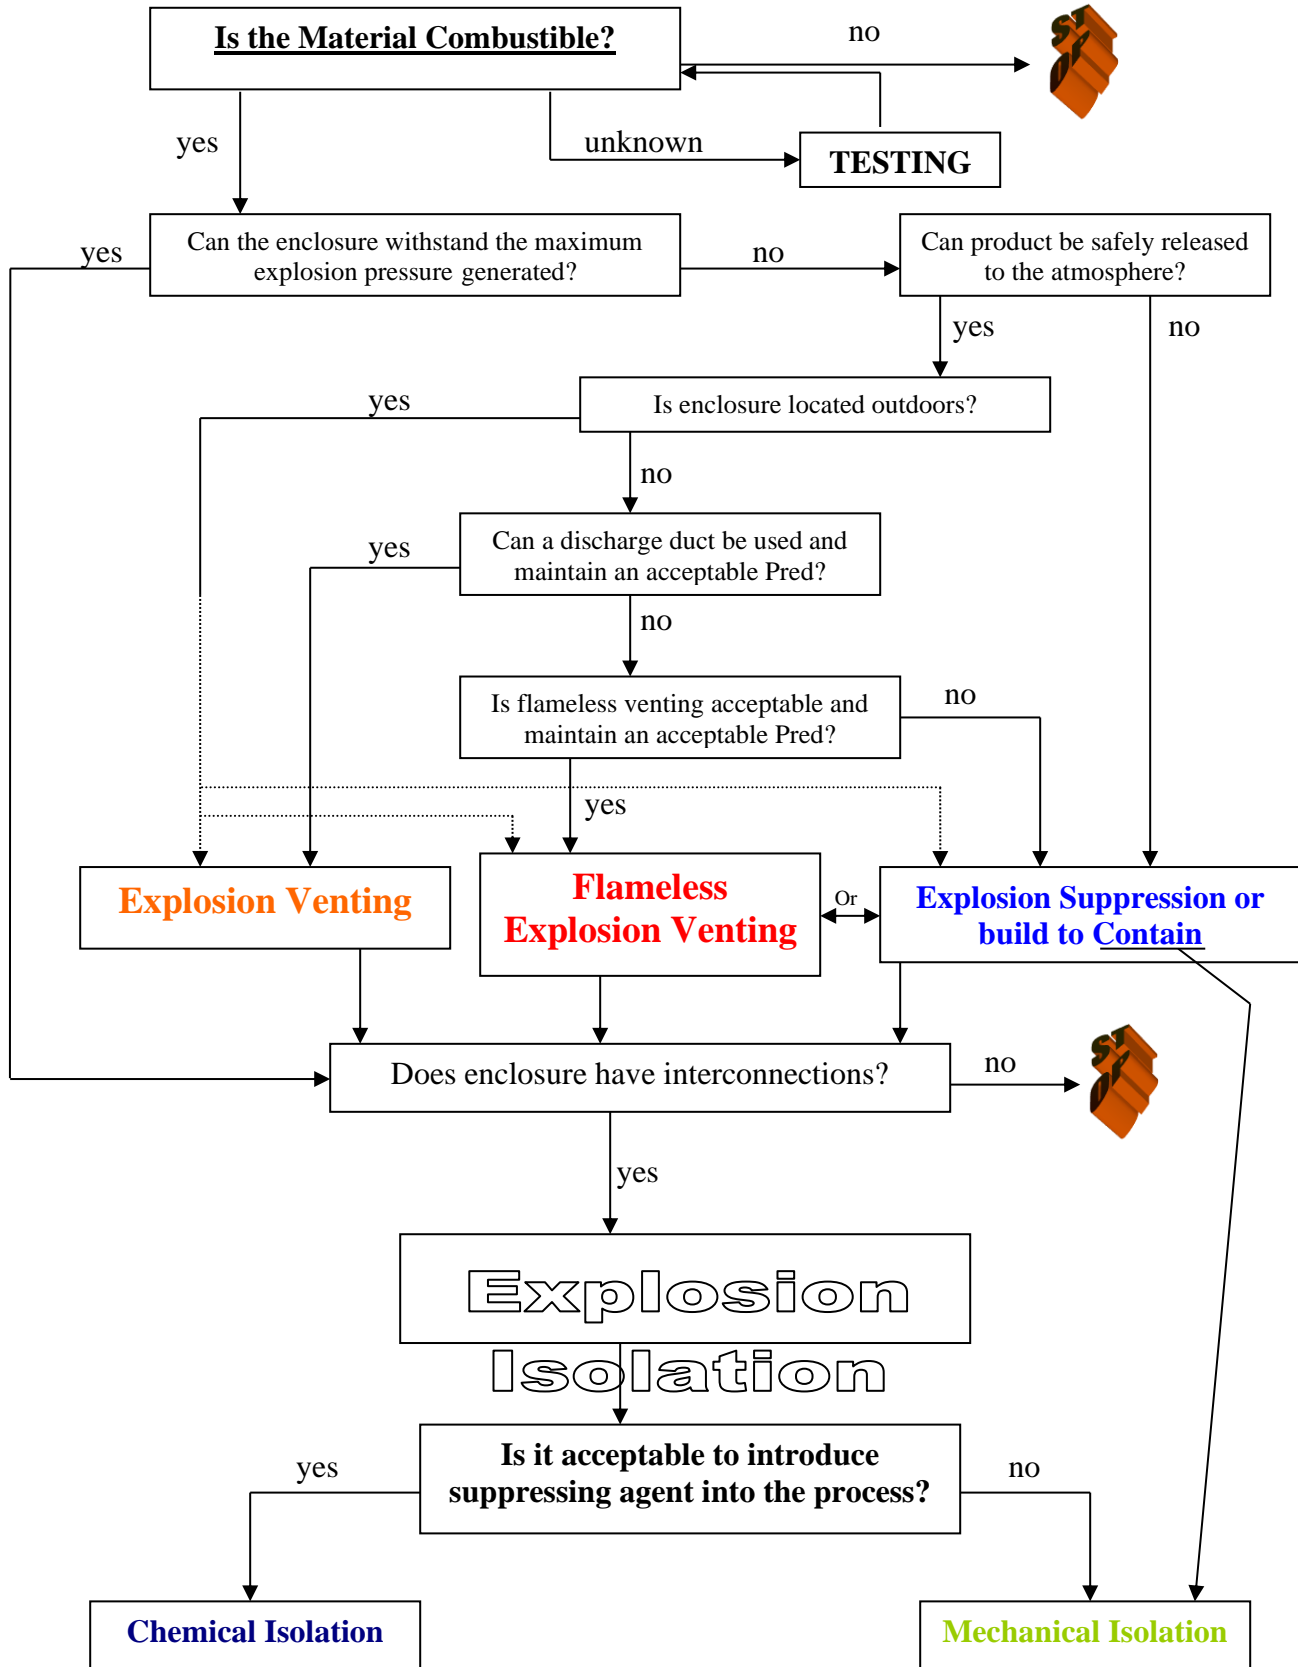 Is the Material Combustible?
no
STOP
yes
unknown
TESTING
yes
Can the enclosure withstand the maximum
explosion pressure generated?
no
Can product be safely released
to the atmosphere?
yes
no
yes
Is enclosure located outdoors?
no
yes
Can a discharge duct be used and
maintain an acceptable Pred?
no
Is flameless venting acceptable and
maintain an acceptable Pred?
no
yes
Explosion Venting
Flameless
Explosion Venting
Or
Explosion Suppression or
build to Contain
Does enclosure have interconnections?
no
STOP
yes
Explosion
Isolation
yes
Is it acceptable to introduce
suppressing agent into the process?
no
Chemical Isolation
Mechanical Isolation